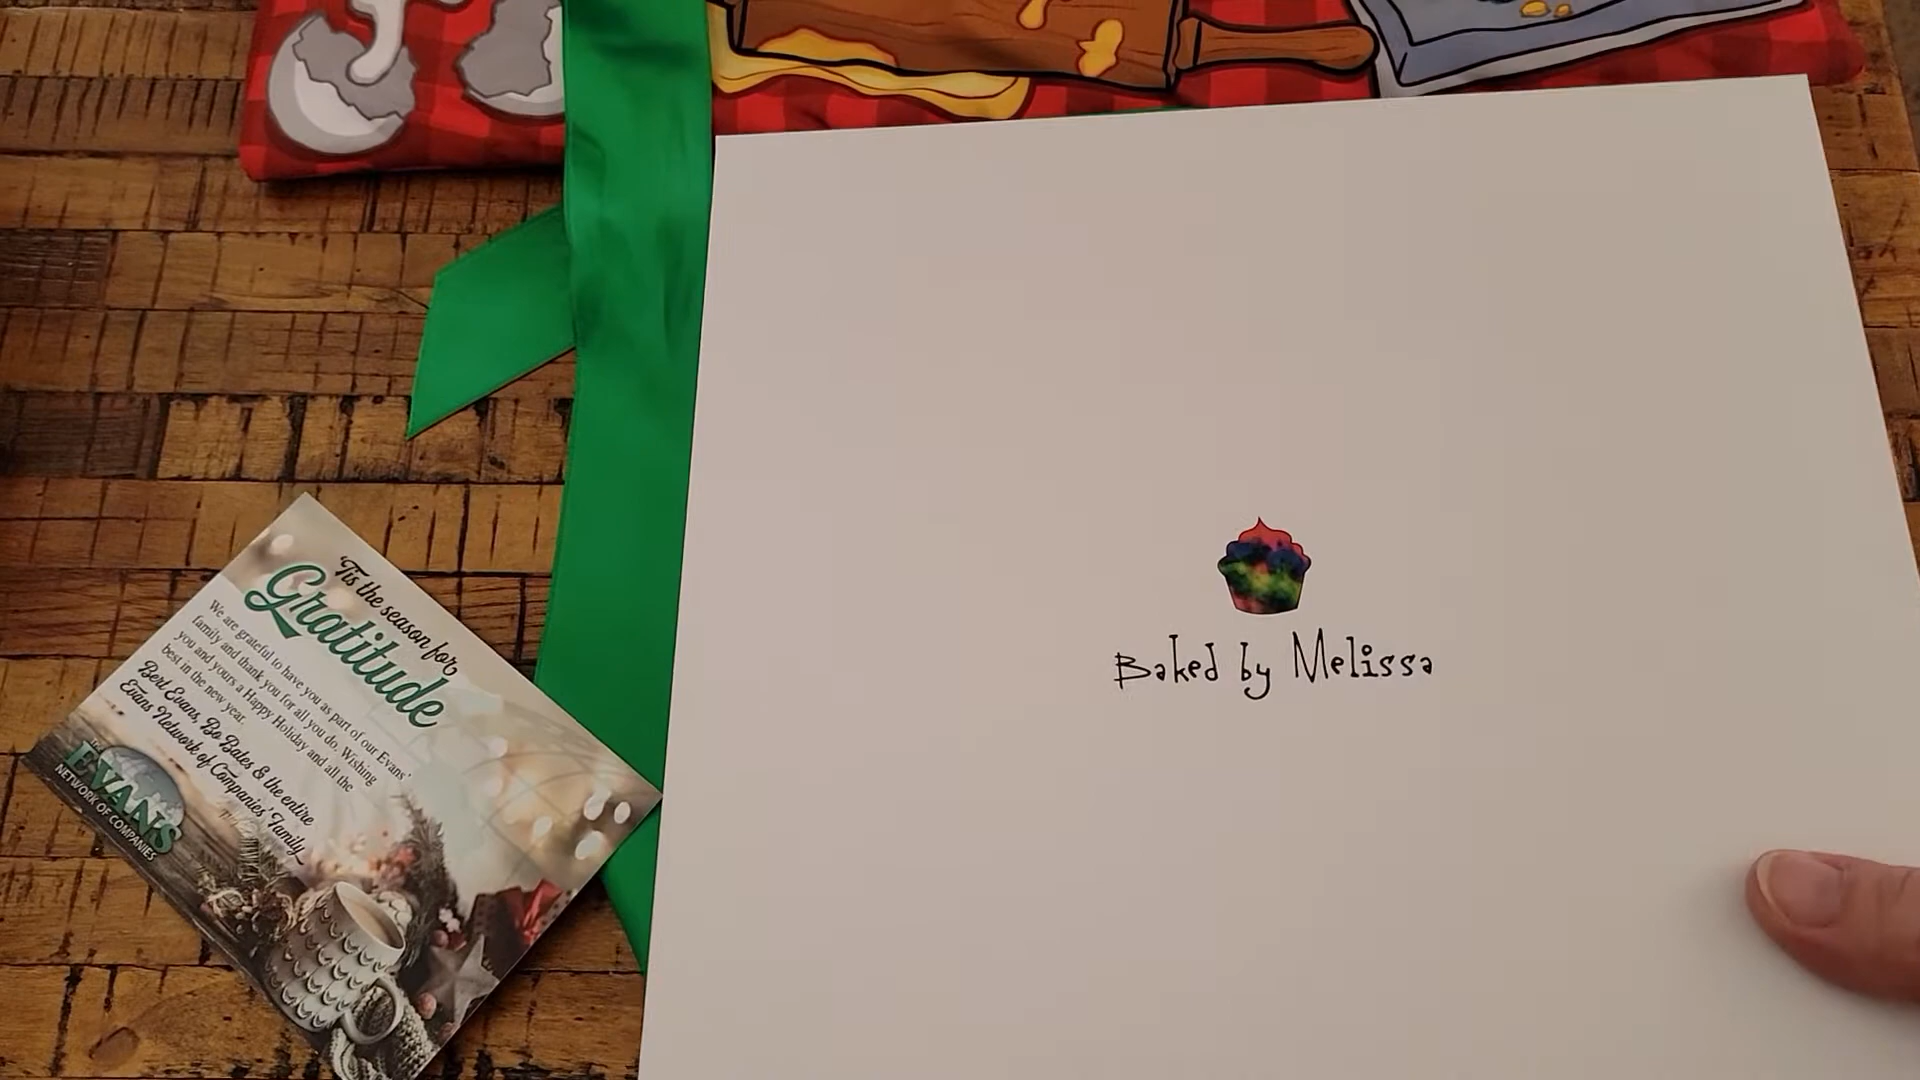 'Tis the season for
Gratitude
We are grateful to have you as part of our Evans'
family and thank you for all you do. Wishing
you and yours a Happy Holiday and all the
best in the new year.
Bert Evans, Bo Bates & the entire
Evans Network of Companies' Family
The
EVANS
NETWORK OF COMPANIES
Baked by Melissa